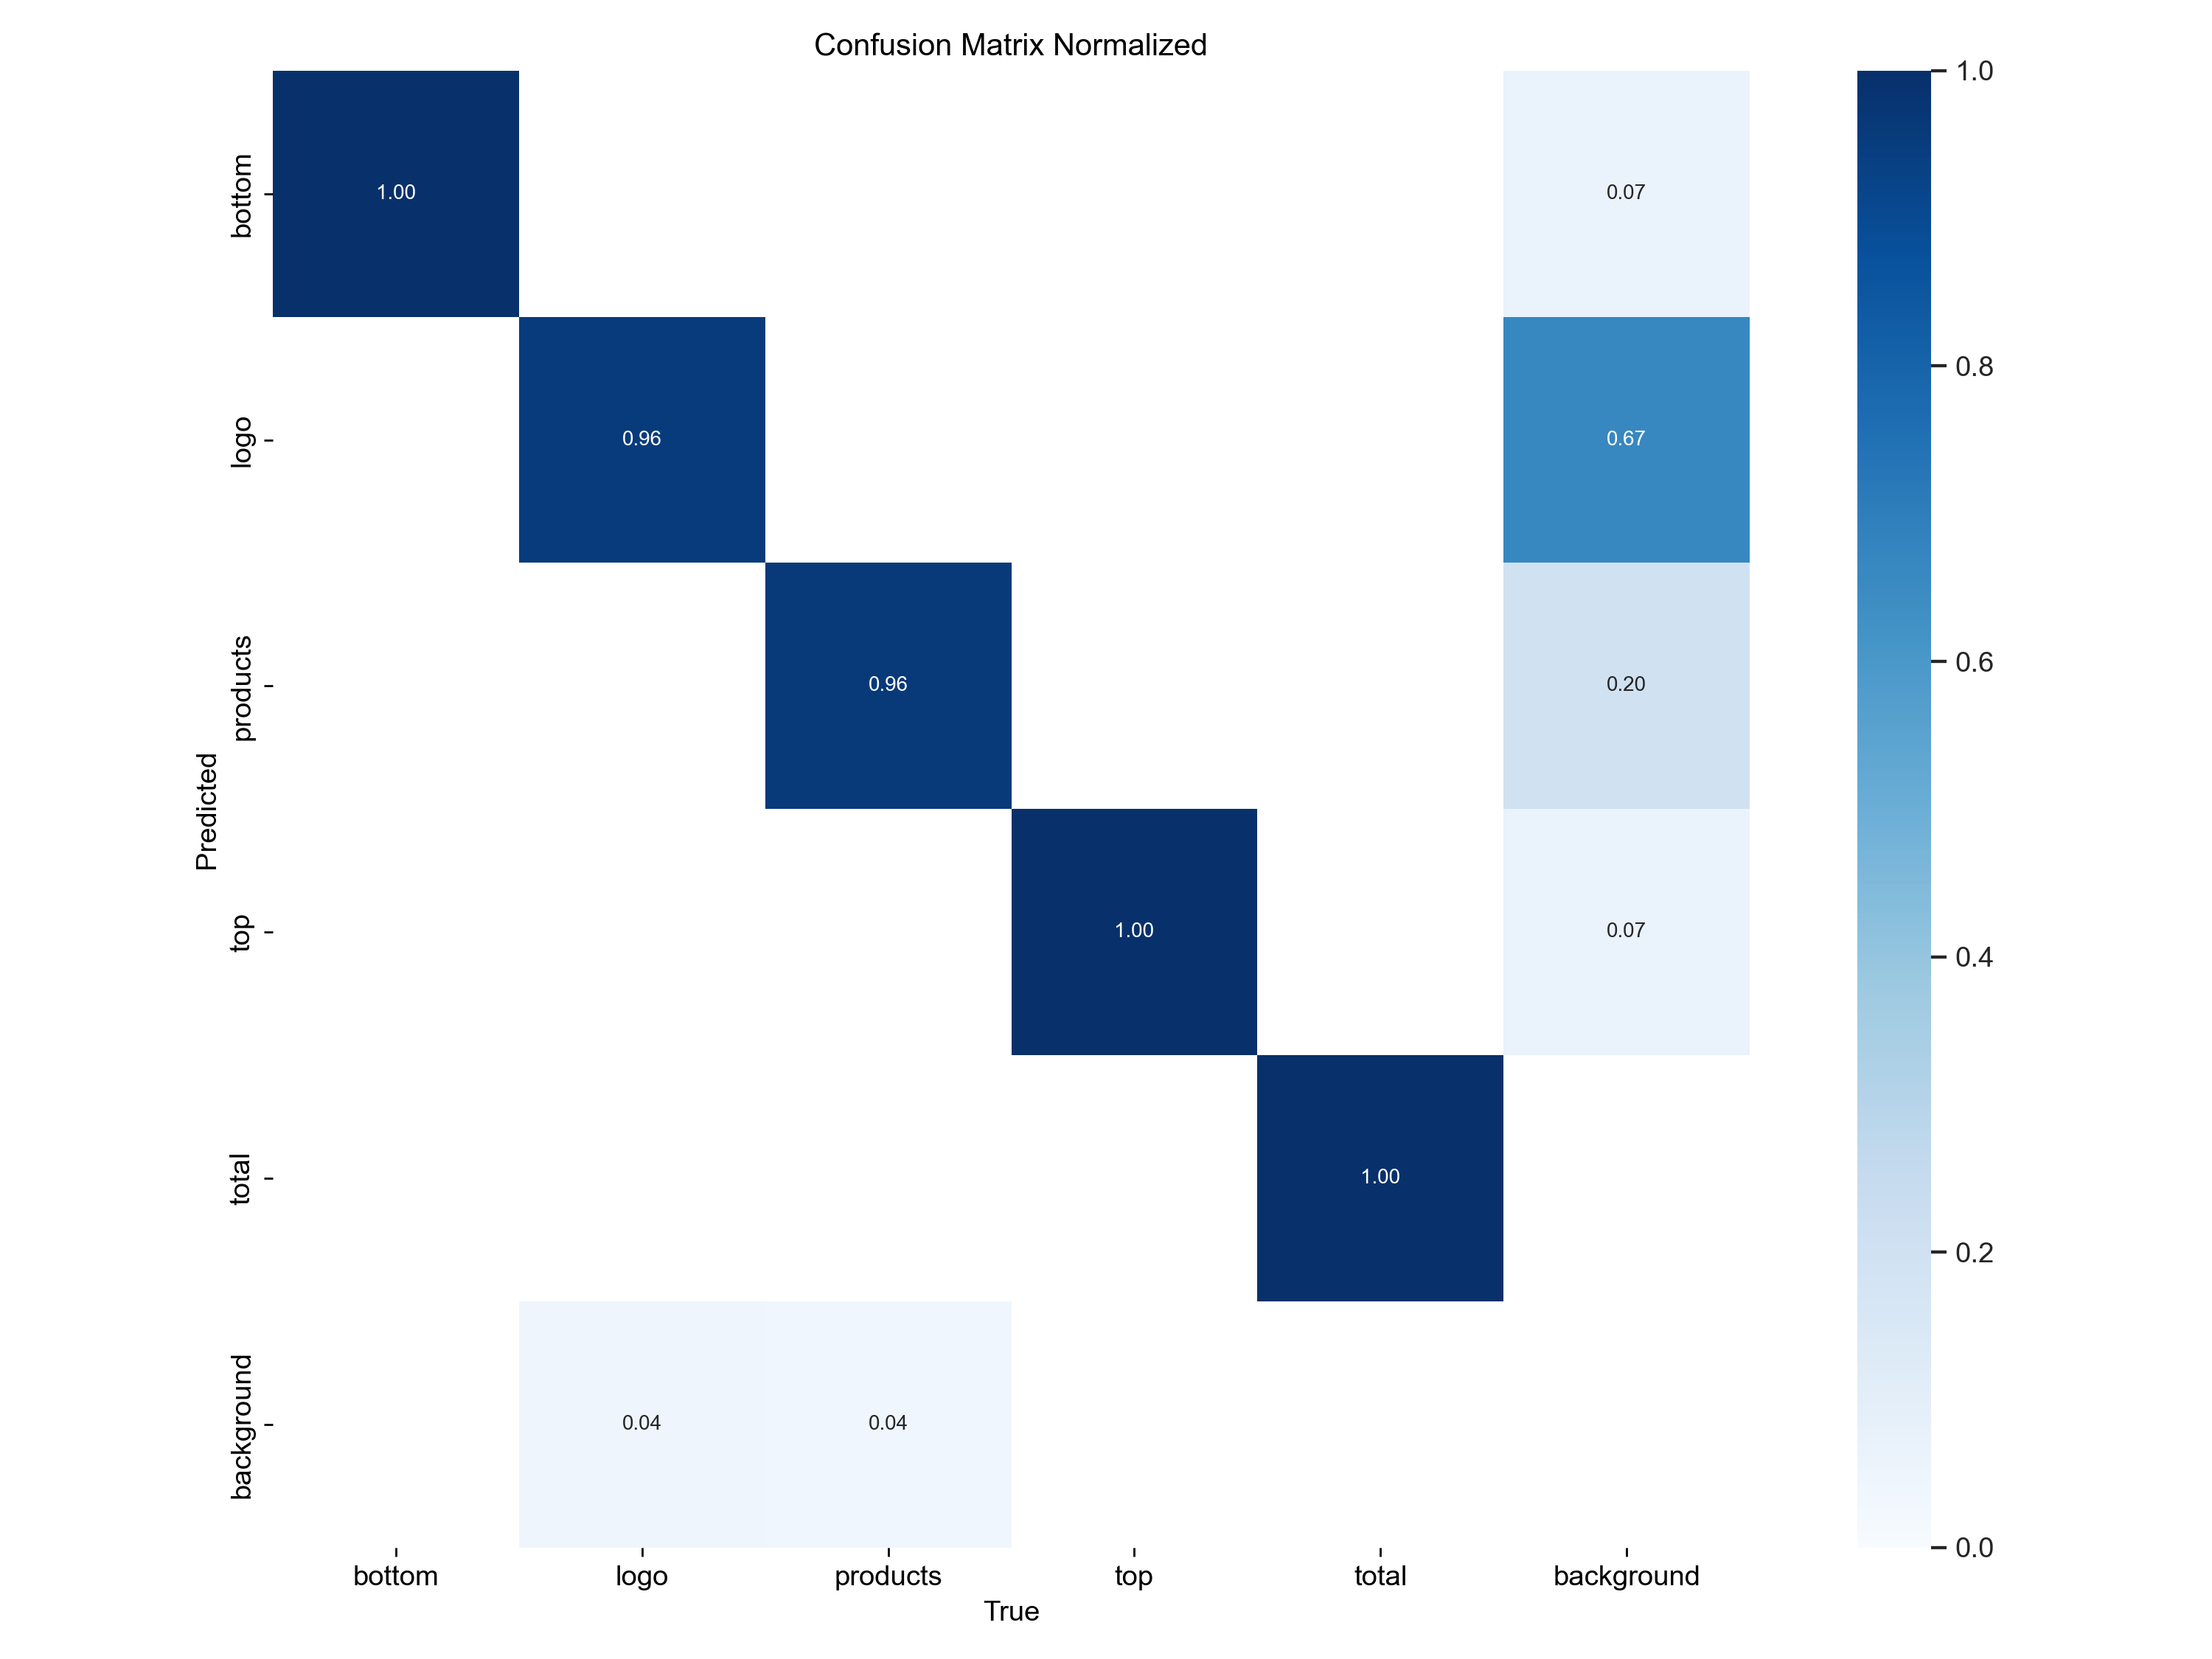 Confusion Matrix Normalized
bottom
1.00
0.07
1.0
logo
0.96
0.67
0.8
products
0.96
0.20
0.6
Predicted
top
1.00
0.07
0.4
total
1.00
0.2
background
0.04
0.04
0.0
bottom
logo
products
top
total
background
True